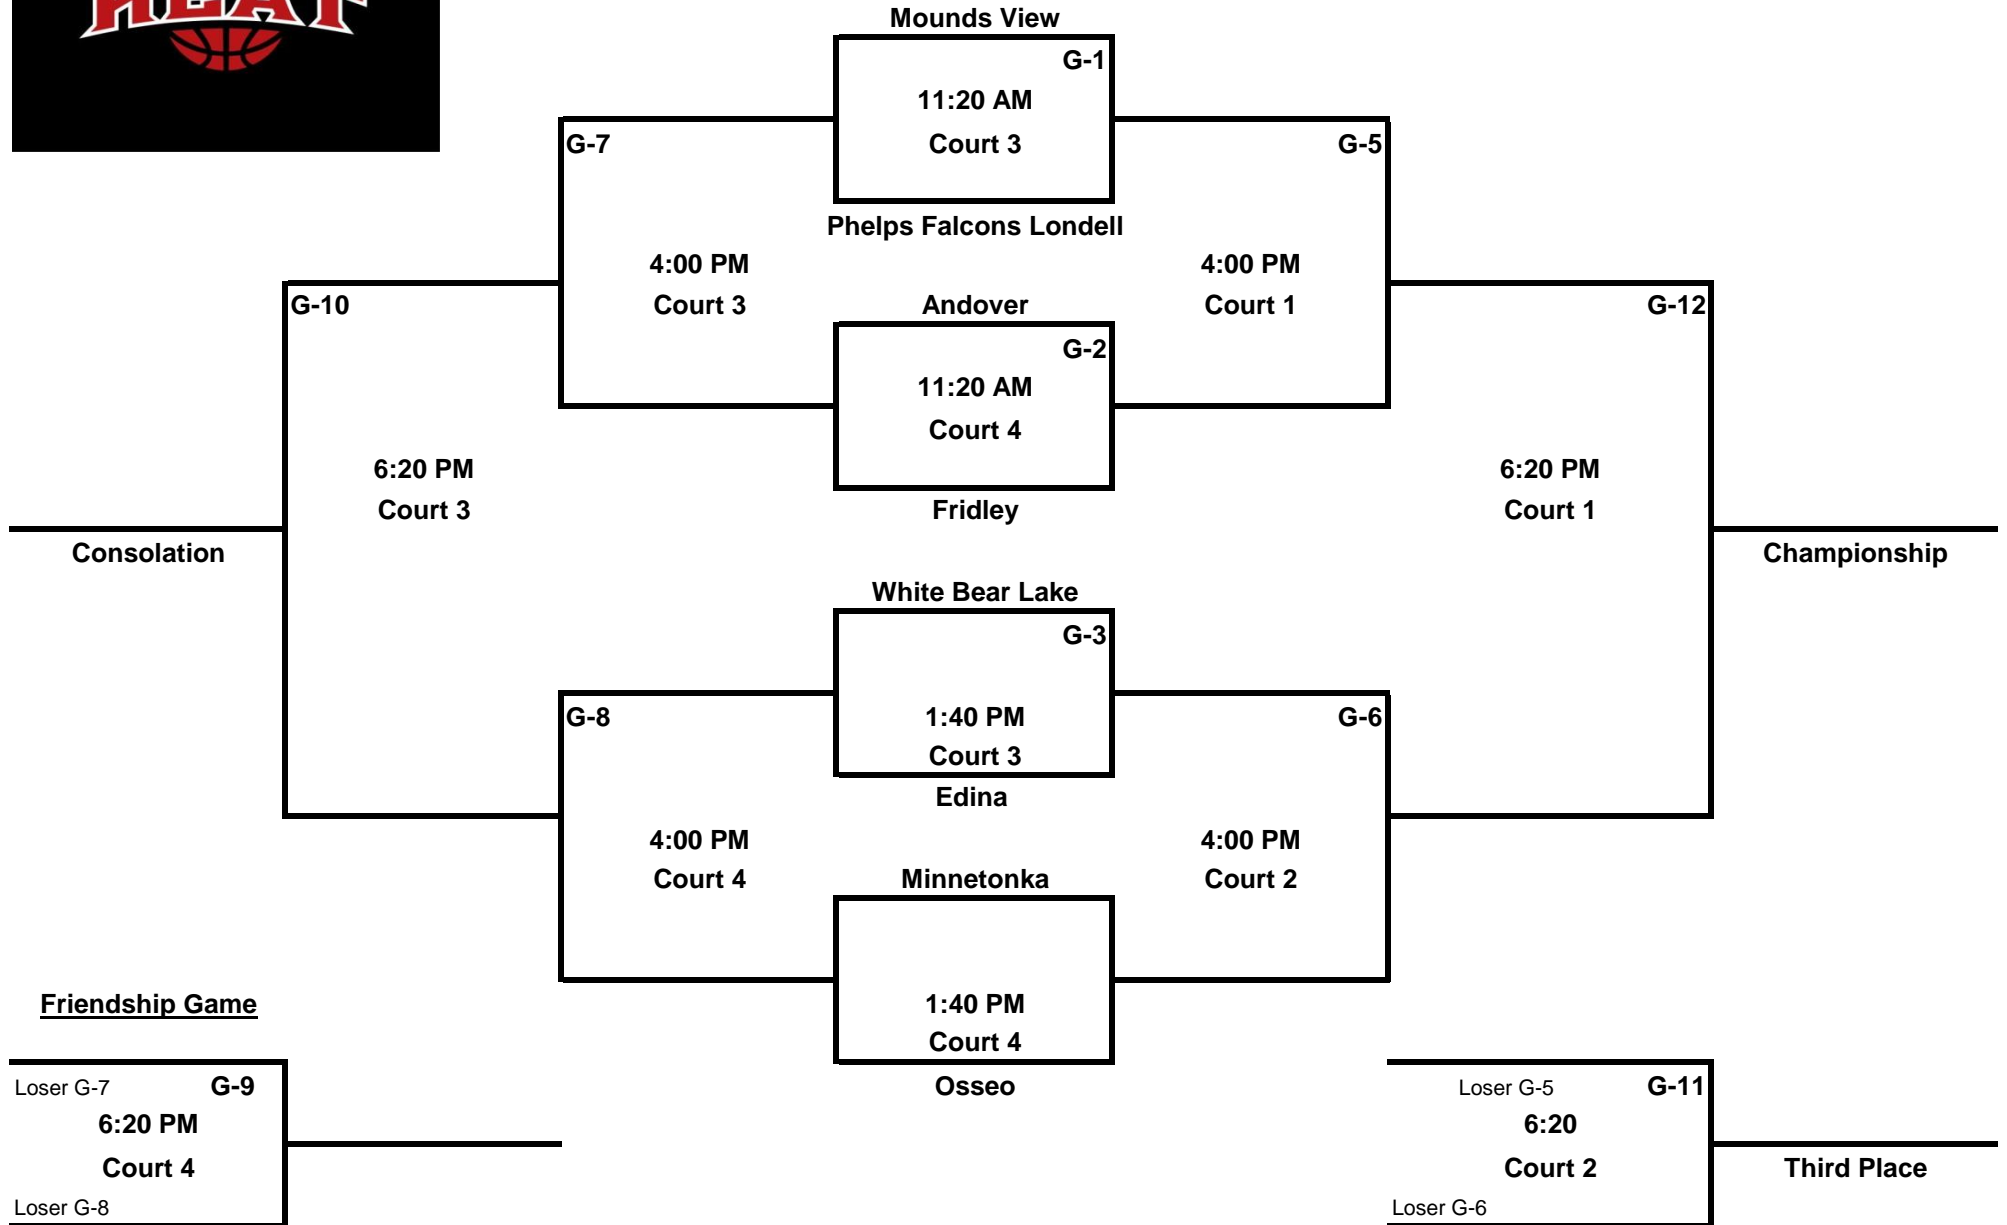 HEAT
Mounds View
G-1
11:20 AM
Court 3
G-7
G-5
Phelps Falcons Londell
4:00 PM
4:00 PM
Court 3
Andover
Court 1
G-10
G-12
G-2
11:20 AM
Court 4
6:20 PM
6:20 PM
Court 3
Fridley
Court 1
Consolation
Championship
White Bear Lake
G-3
G-8
1:40 PM
G-6
Court 3
Edina
4:00 PM
4:00 PM
Court 4
Minnetonka
Court 2
Friendship Game
1:40 PM
Court 4
Loser G-7 G-9
Osseo
Loser G-5 G-11
6:20 PM
6:20
Court 4
Court 2
Third Place
Loser G-8
Loser G-6